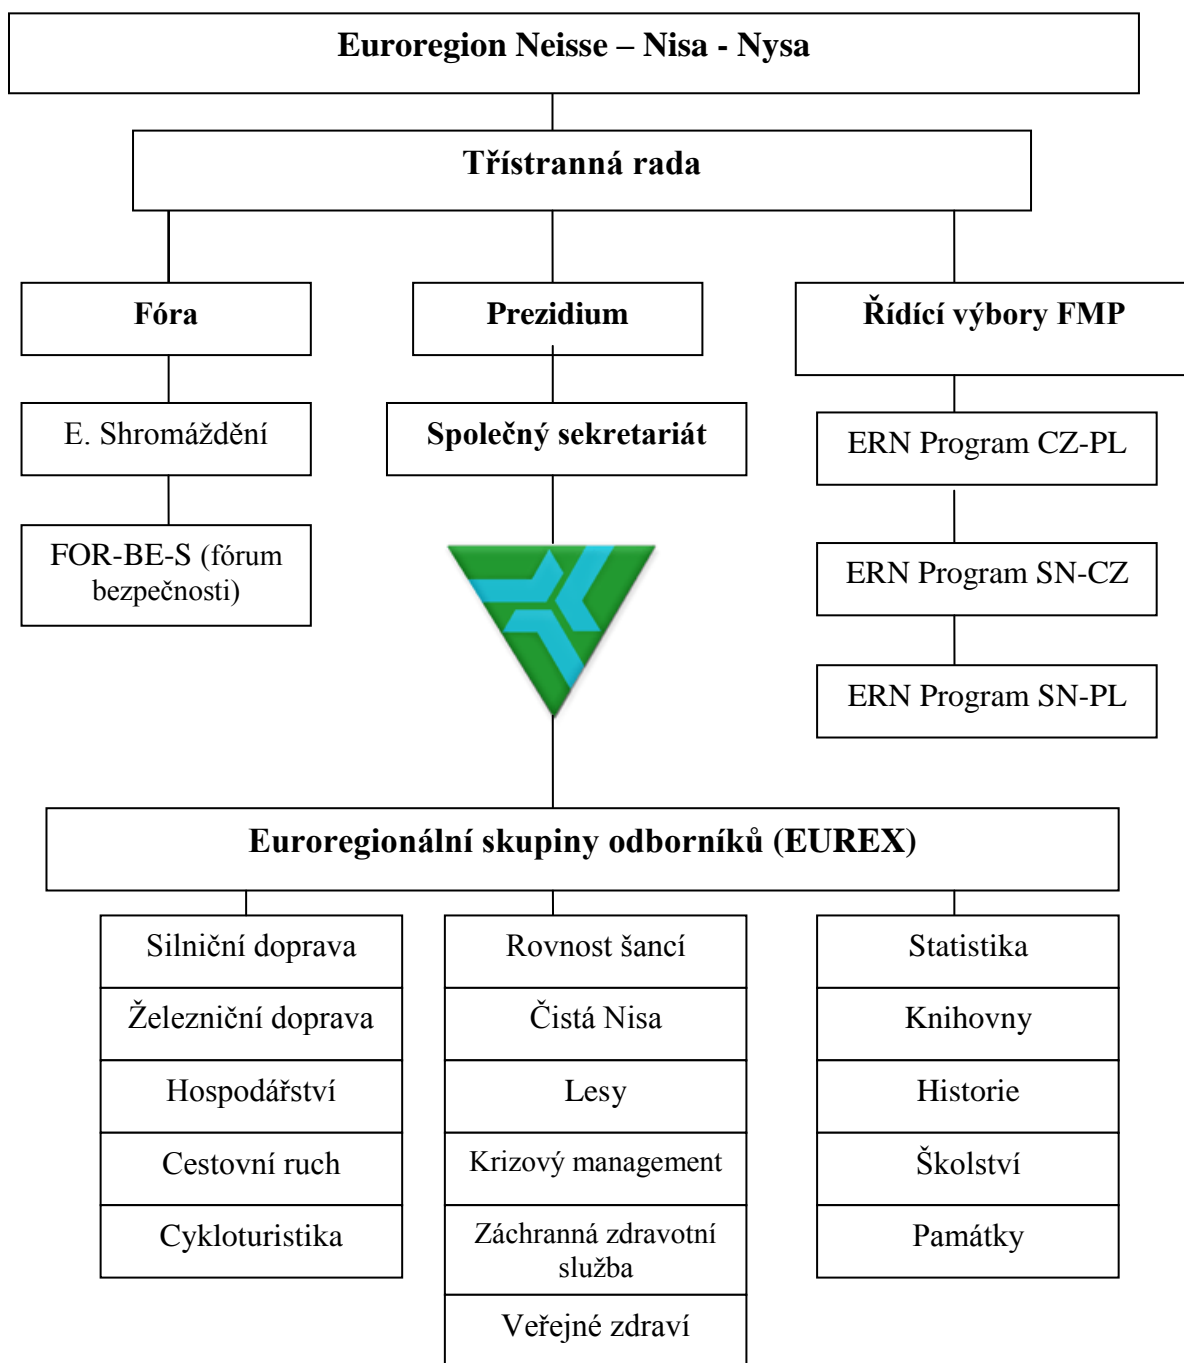 Euroregion Neisse – Nisa - Nysa
Třístranná rada
Fóra
Prezidium
Řídící výbory FMP
E. Shromáždění
Společný sekretariát
ERN Program CZ-PL
FOR-BE-S (fórum
bezpečnosti)
ERN Program SN-CZ
ERN Program SN-PL
Euroregionální skupiny odborníků (EUREX)
Silniční doprava
Železniční doprava
Hospodářství
Cestovní ruch
Cykloturistika
Rovnost šancí
Čistá Nisa
Lesy
Krizový management
Záchranná zdravotní
služba
Veřejné zdraví
Statistika
Knihovny
Historie
Školství
Památky